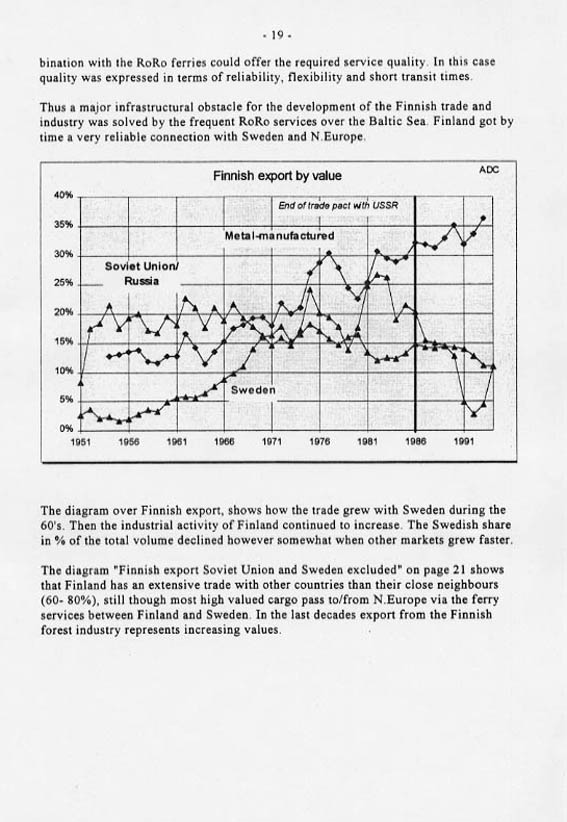 - 19 -
bination with the RoRo ferries could offer the required service quality. In this case
quality was expressed in terms of reliability, flexibility and short transit times.
Thus a major infrastructural obstacle for the development of the Finnish trade and
industry was solved by the frequent RoRo services over the Baltic Sea. Finland got by
time a very reliable connection with Sweden and N.Europe.
Finnish export by value
ADC
40%
End of trade pact with USSR
35%
Metal-manufactured
30%
Soviet Union/
Russia
25%
20%
15%
10%
Sweden
5%
0%
1951 1956 1961 1966 1971 1976 1981 1986 1991
The diagram over Finnish export, shows how the trade grew with Sweden during the
60's. Then the industrial activity of Finland continued to increase. The Swedish share
in % of the total volume declined however somewhat when other markets grew faster.
The diagram "Finnish export Soviet Union and Sweden excluded" on page 21 shows
that Finland has an extensive trade with other countries than their close neighbours
(60- 80%), still though most high valued cargo pass to/from N.Europe via the ferry
services between Finland and Sweden. In the last decades export from the Finnish
forest industry represents increasing values.